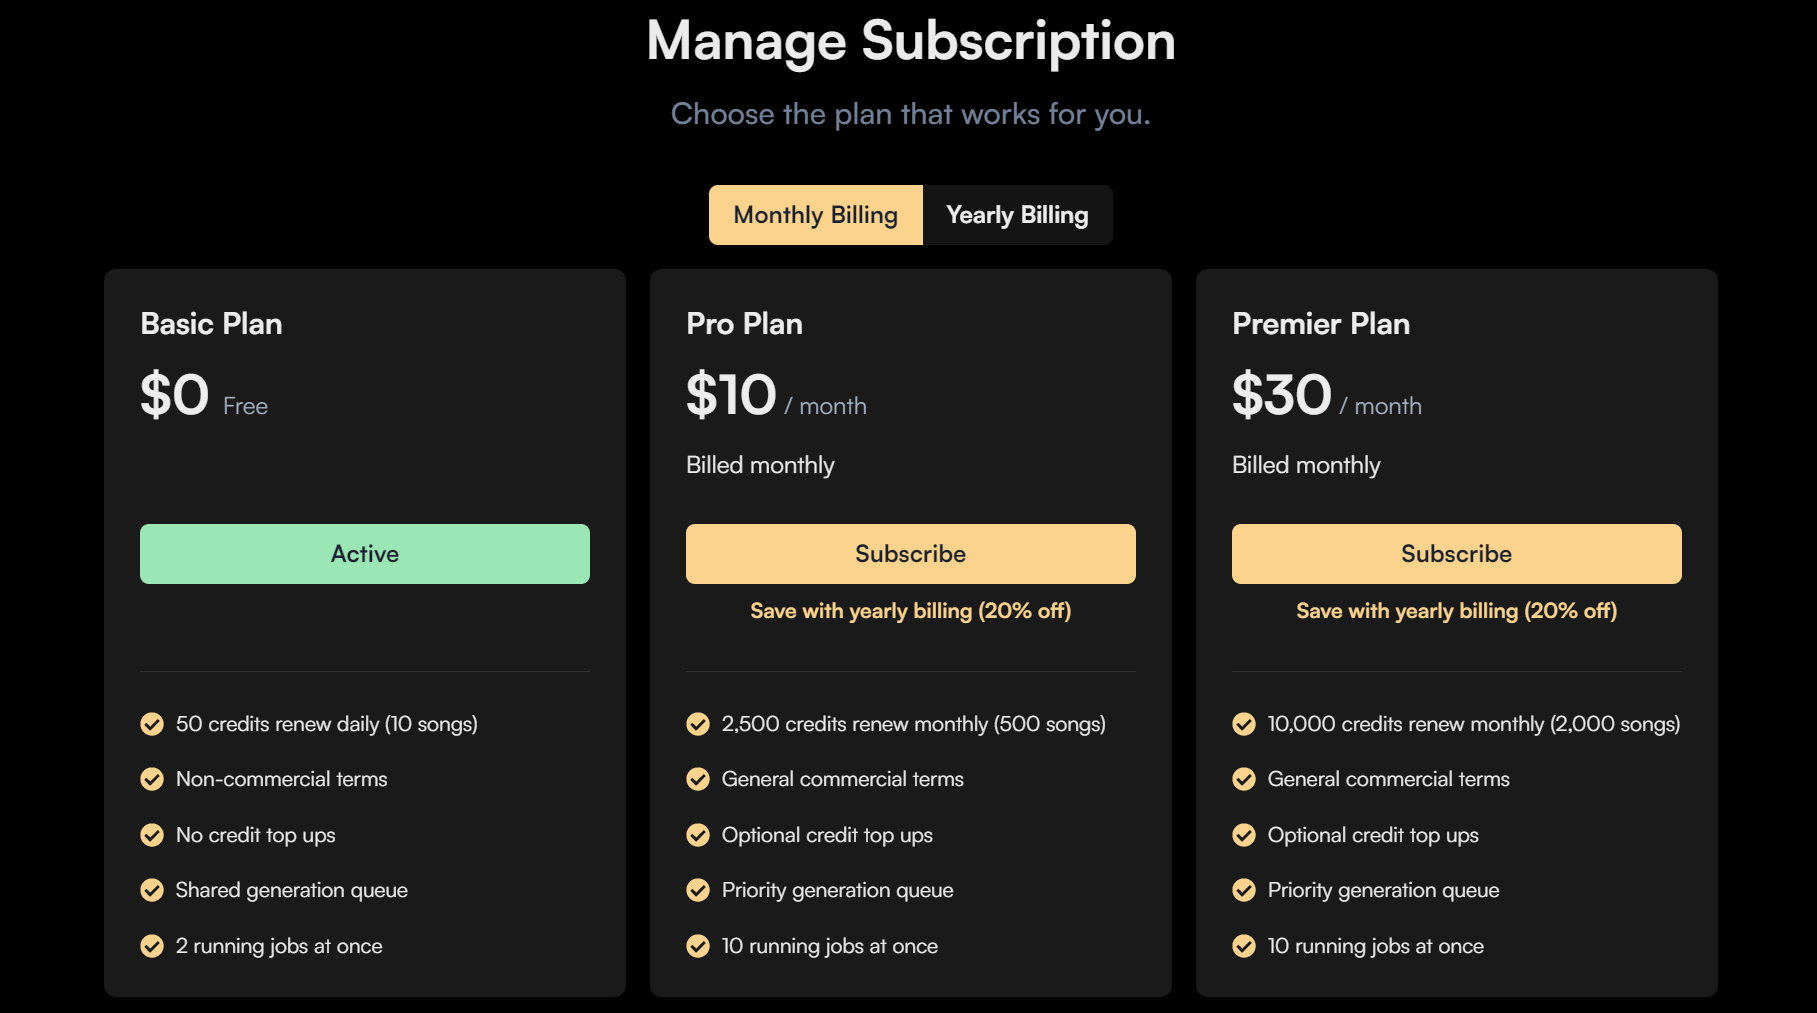 Manage Subscription
Choose the plan that works for you.
Monthly Billing
Yearly Billing
Basic Plan
$0 Free
Active
50 credits renew daily (10 songs)
Non-commercial terms
No credit top ups
Shared generation queue
2 running jobs at once
Pro Plan
$10 / month
Billed monthly
Subscribe
Save with yearly billing (20% off)
2,500 credits renew monthly (500 songs)
General commercial terms
Optional credit top ups
Priority generation queue
10 running jobs at once
Premier Plan
$30 / month
Billed monthly
Subscribe
Save with yearly billing (20% off)
10,000 credits renew monthly (2,000 songs)
General commercial terms
Optional credit top ups
Priority generation queue
10 running jobs at once